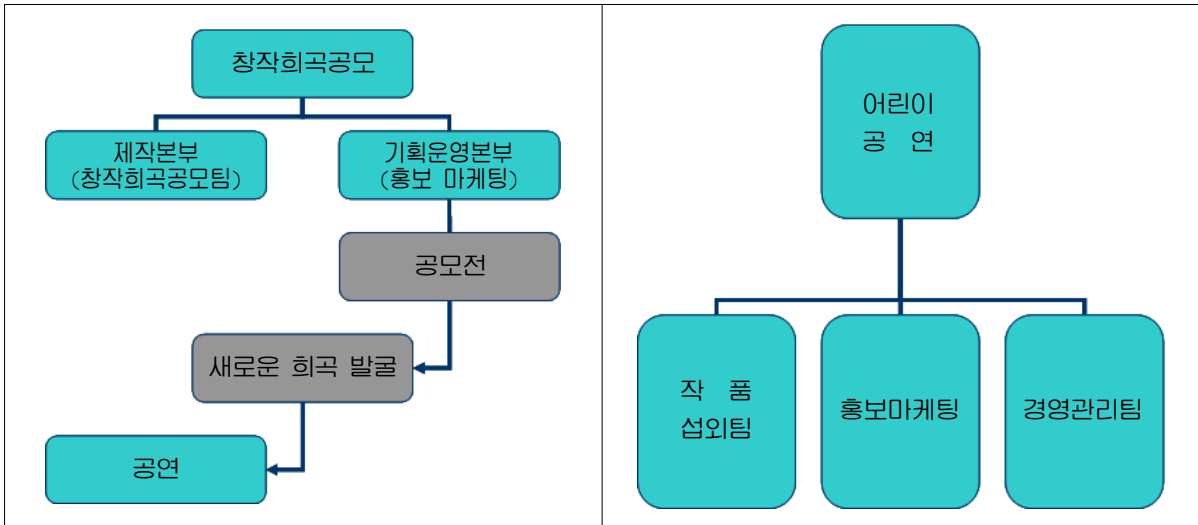 창작희곡공모
제작본부
(창작희곡공모팀)
기획운영본부
(홍보 마케팅)
공모전
새로운 희곡 발굴
공연
어린이
공 연
작 품
섭외팀
홍보마케팅
경영관리팀